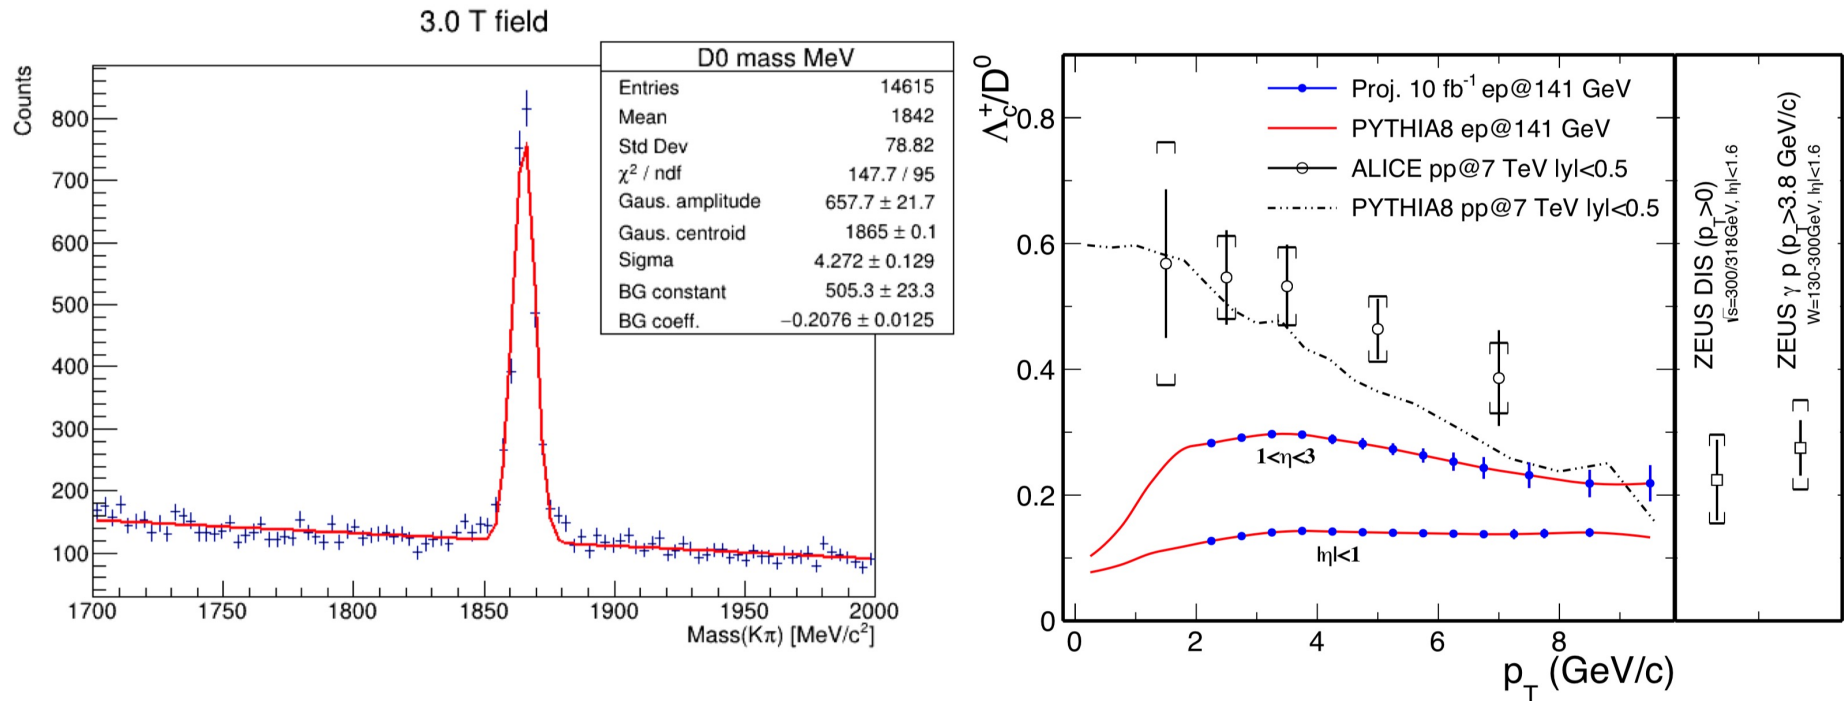 3.0 T field
Counts
D0 mass MeV
Entries 14615
Mean 1842
Std Dev 78.82
χ² / ndf 147.7 / 95
Gaus. amplitude 657.7 ± 21.7
Gaus. centroid 1865 ± 0.1
Sigma 4.272 ± 0.129
BG constant 505.3 ± 23.3
BG coeff. −0.2076 ± 0.0125
800
700
600
500
400
300
200
100
1700 1750 1800 1850 1900 1950 2000
Mass(Kπ) [MeV/c²]
Λc⁺/D⁰
Proj. 10 fb⁻¹ ep@141 GeV
PYTHIA8 ep@141 GeV
ALICE pp@7 TeV |y|<0.5
PYTHIA8 pp@7 TeV |y|<0.5
0.8
0.6
0.4
0.2
0
1<η<3
|η|<1
0 2 4 6 8
p_T (GeV/c)
ZEUS DIS (p_T>0)
√s=300/318GeV, |η|<1.6
ZEUS γ p (p_T>3.8 GeV/c)
W=130-300GeV, |η|<1.6